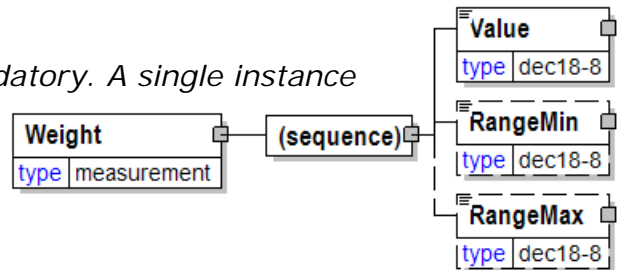 Value
type dec18-8
datory. A single instance
RangeMin
Weight
(sequence)
type dec18-8
type measurement
RangeMax
type dec18-8